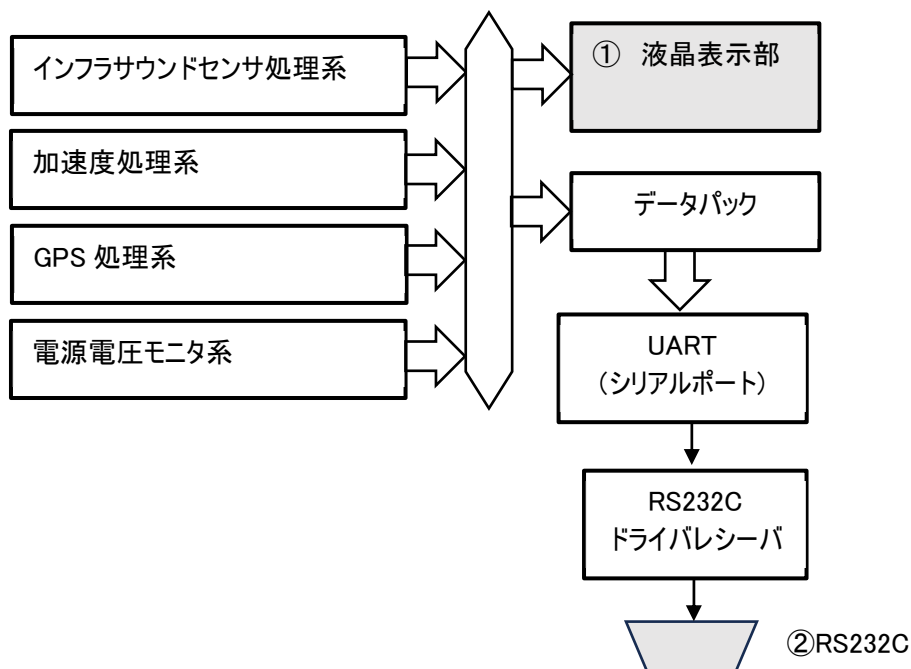 インフラサウンドセンサ処理系
加速度処理系
GPS 処理系
電源電圧モニタ系
① 液晶表示部
データパック
UART
（シリアルポート）
RS232C
ドライバレシーバ
②RS232C